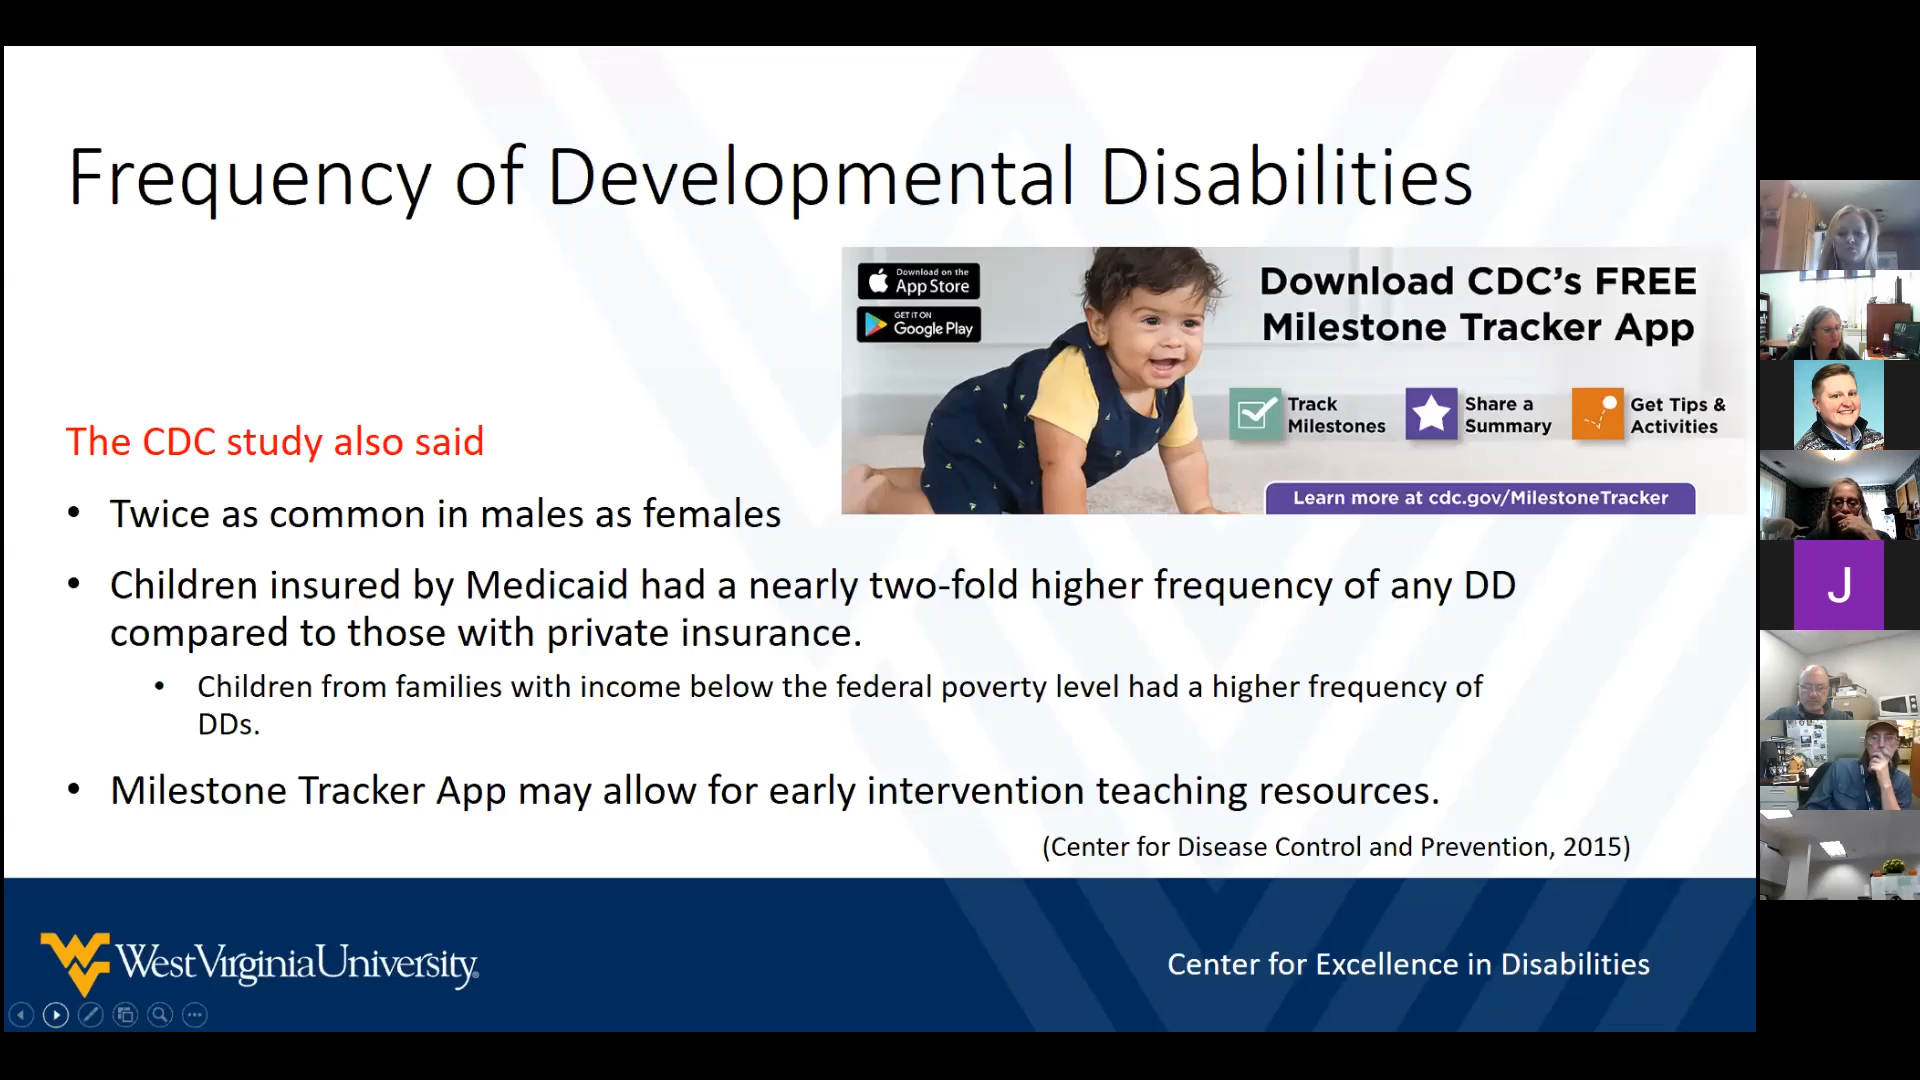 Frequency of Developmental Disabilities
Download on the
App Store
GET IT ON
Google Play
Download CDC's FREE
Milestone Tracker App
Track
Milestones
Share a
Summary
Get Tips &
Activities
Learn more at cdc.gov/MilestoneTracker
The CDC study also said
• Twice as common in males as females
• Children insured by Medicaid had a nearly two-fold higher frequency of any DD
compared to those with private insurance.
• Children from families with income below the federal poverty level had a higher frequency of
DDs.
• Milestone Tracker App may allow for early intervention teaching resources.
(Center for Disease Control and Prevention, 2015)
WestVirginiaUniversity®
Center for Excellence in Disabilities
J